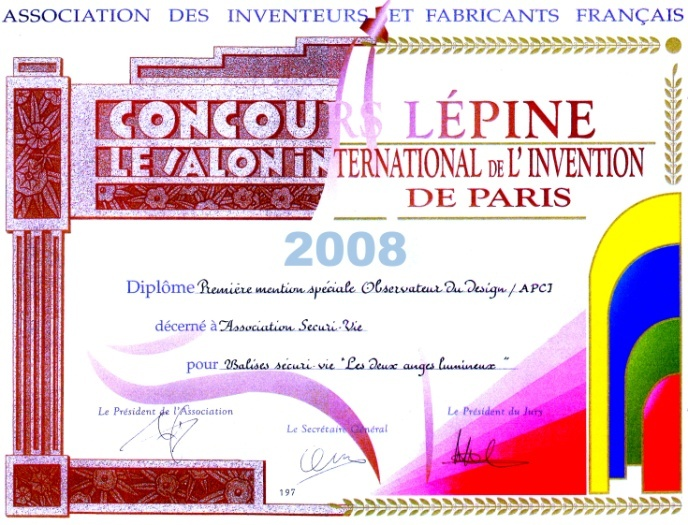 ASSOCIATION DES INVENTEURS ET FABRICANTS FRANÇAIS
CONCOURS LÉPINE
LE SALON INTERNATIONAL DE L'INVENTION
DE PARIS
2008
Diplôme Première mention spéciale Observateur du design / APCI
décerné à Association Securi-Vie
pour Balises sécuri-vie "Les deux anges lumineux"
Le Président de l'Association
Le Secrétaire Général
Le Président du Jury
197